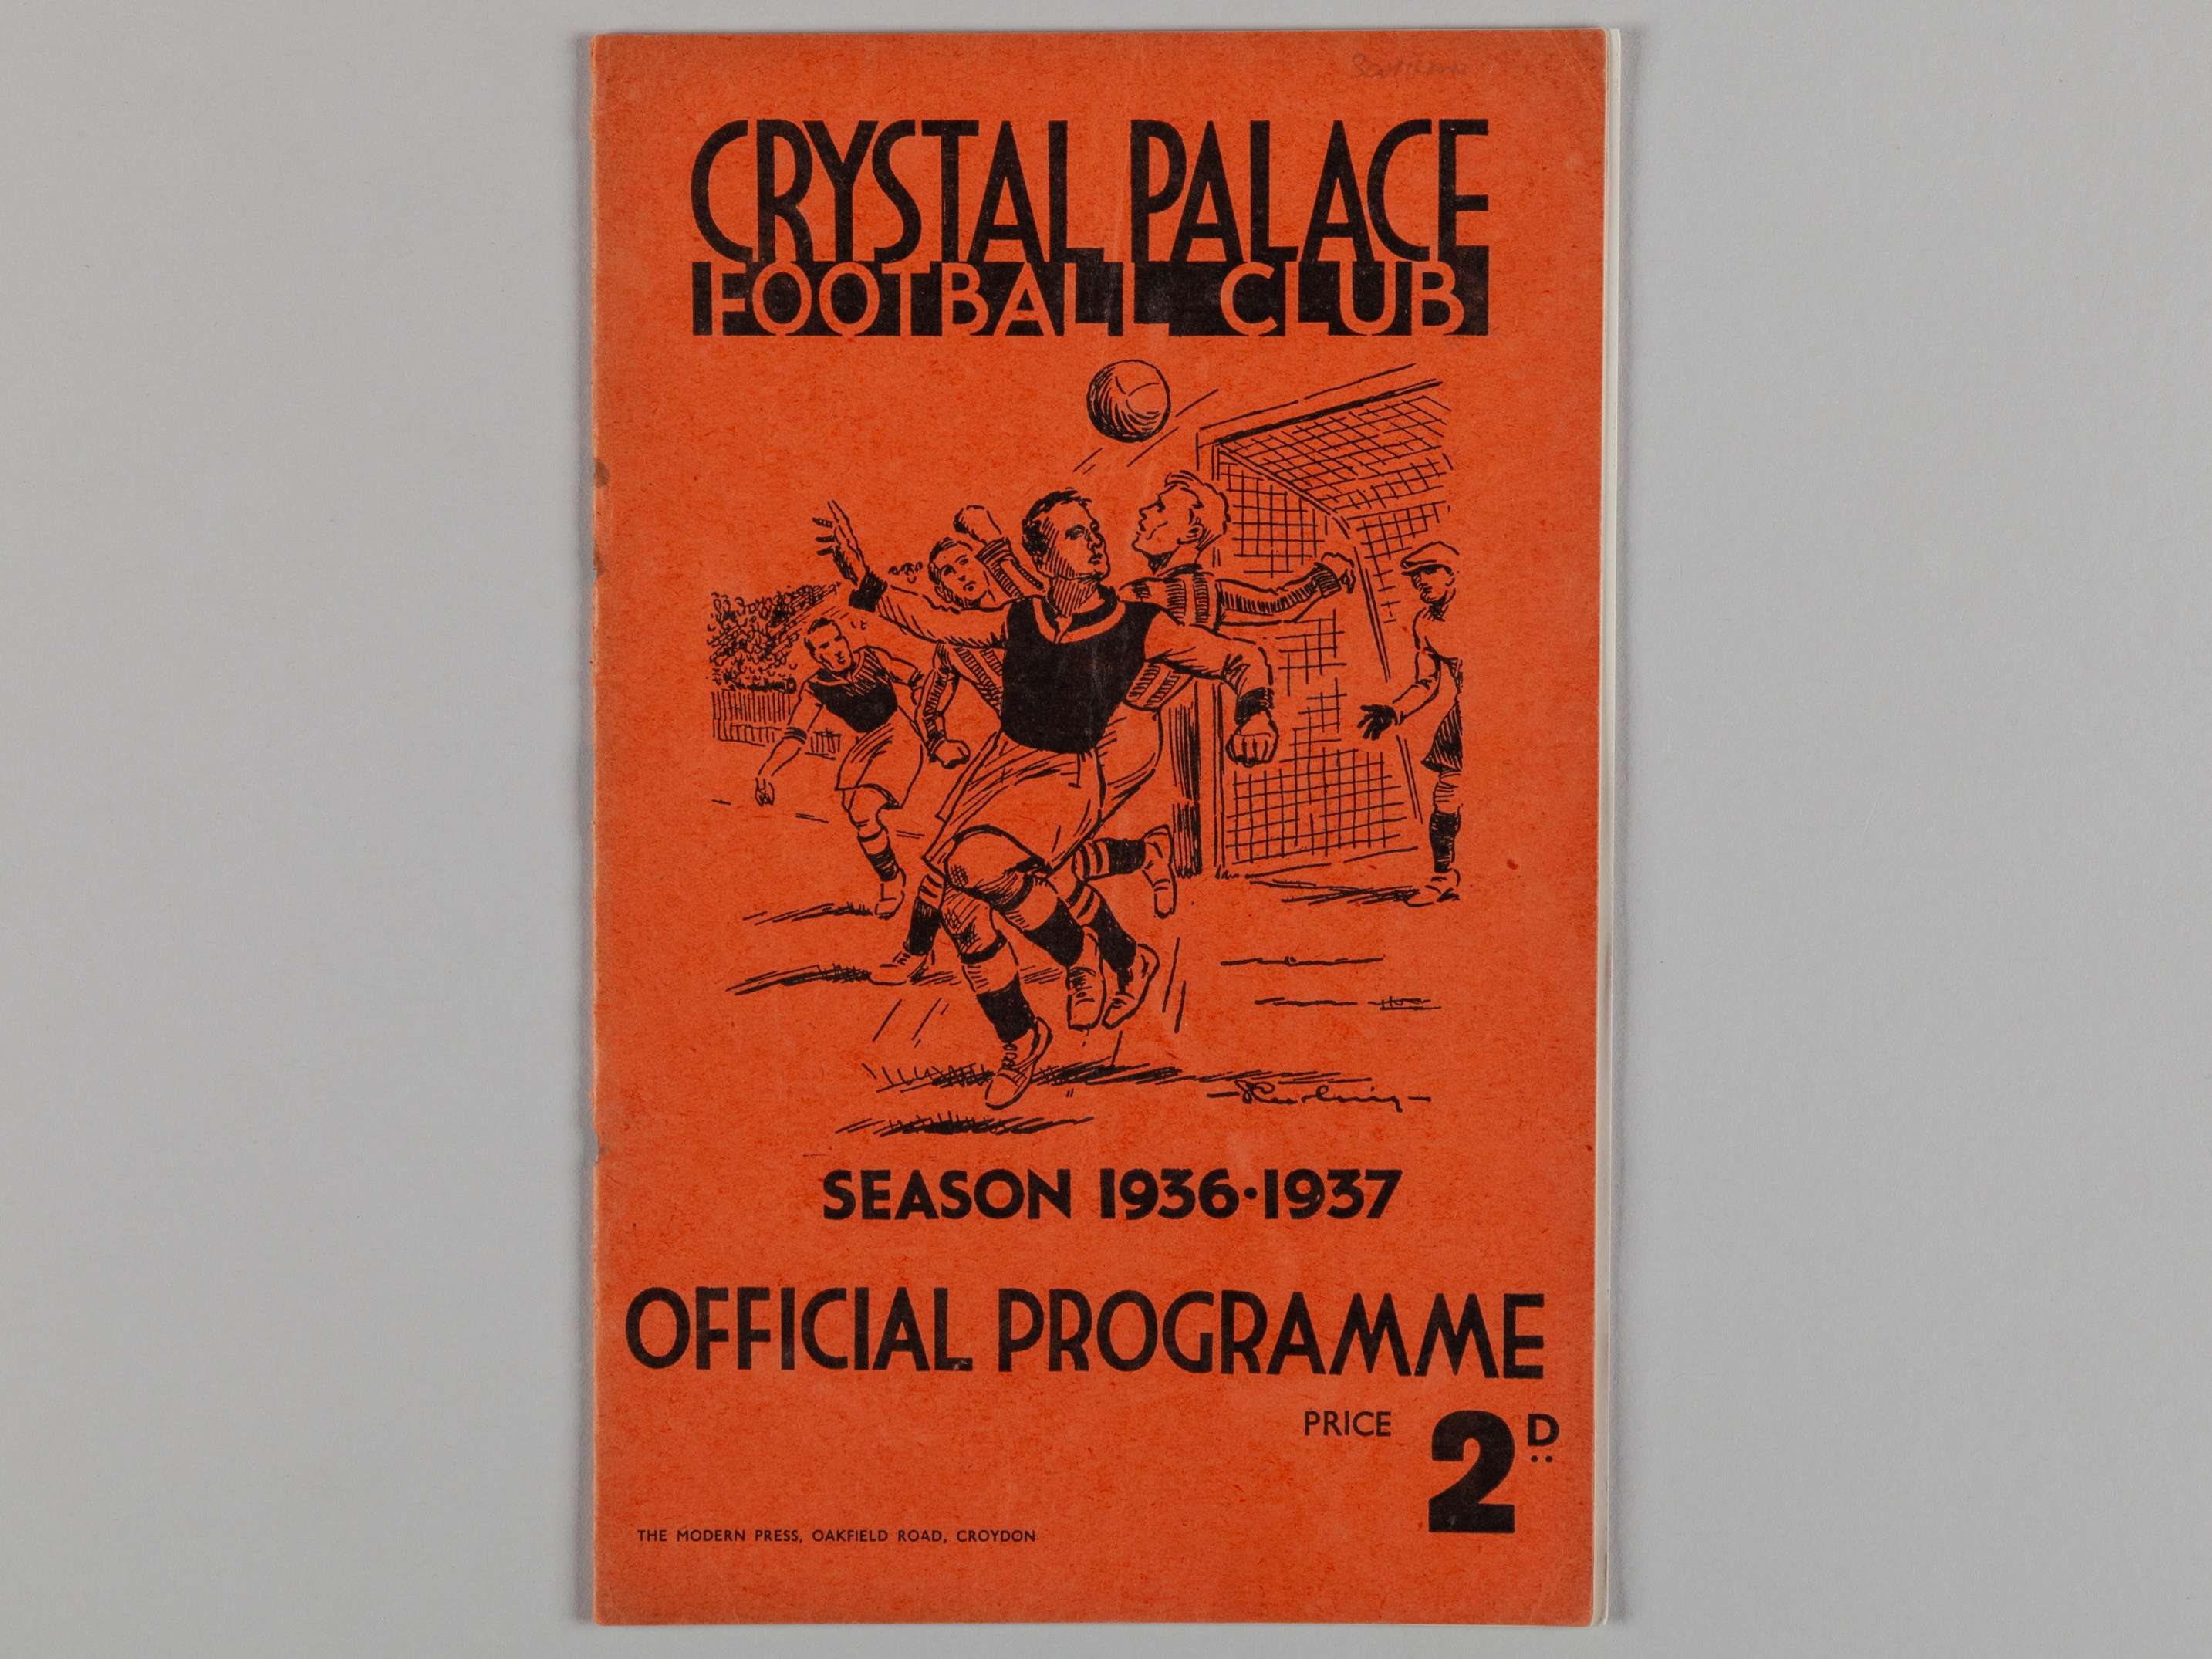 CRYSTAL PALACE
FOOTBALL CLUB
SEASON 1936·1937
OFFICIAL PROGRAMME
PRICE 2D
THE MODERN PRESS, OAKFIELD ROAD, CROYDON